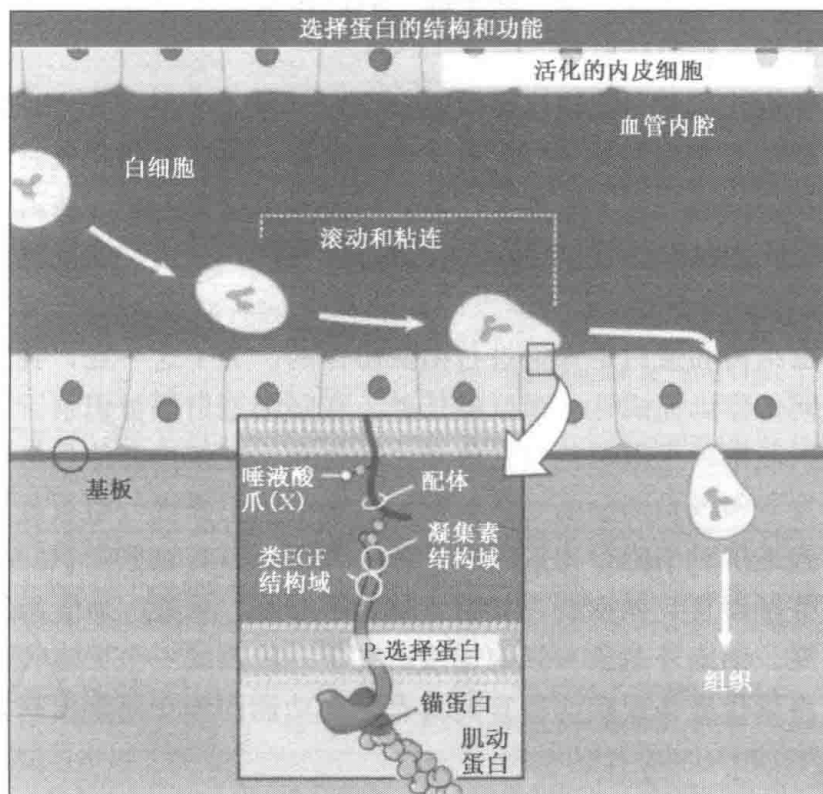 选择蛋白的结构和功能
活化的内皮细胞
血管内腔
白细胞
滚动和粘连
基板
唾液酸
爪(X)
配体
凝集素
结构域
类EGF
结构域
P-选择蛋白
锚蛋白
肌动
蛋白
组织